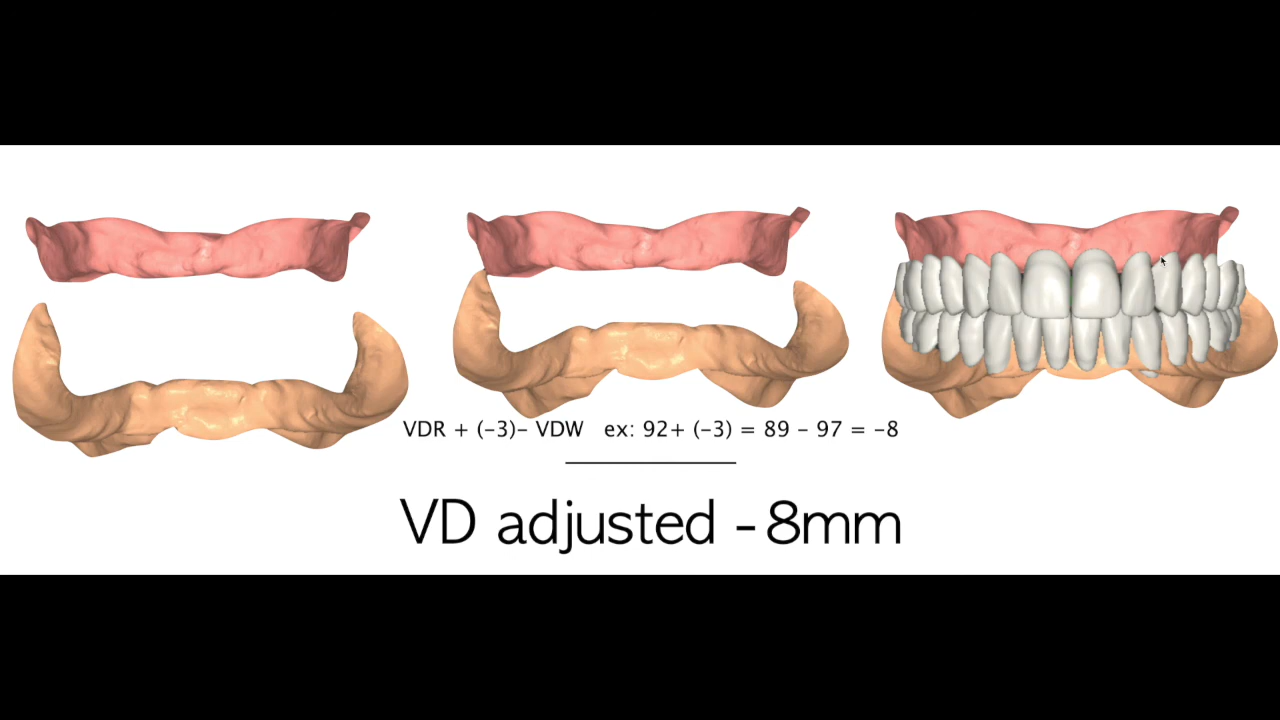 VDR + (-3)- VDW   ex: 92+ (-3) = 89 - 97 = -8
VD adjusted -8mm